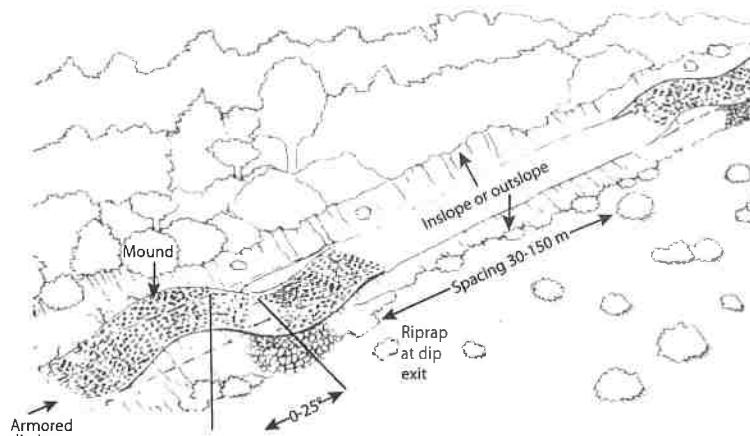 Inslope or outslope
Mound
Spacing 30-150 m
Riprap
at dip
exit
0-25°
Armored